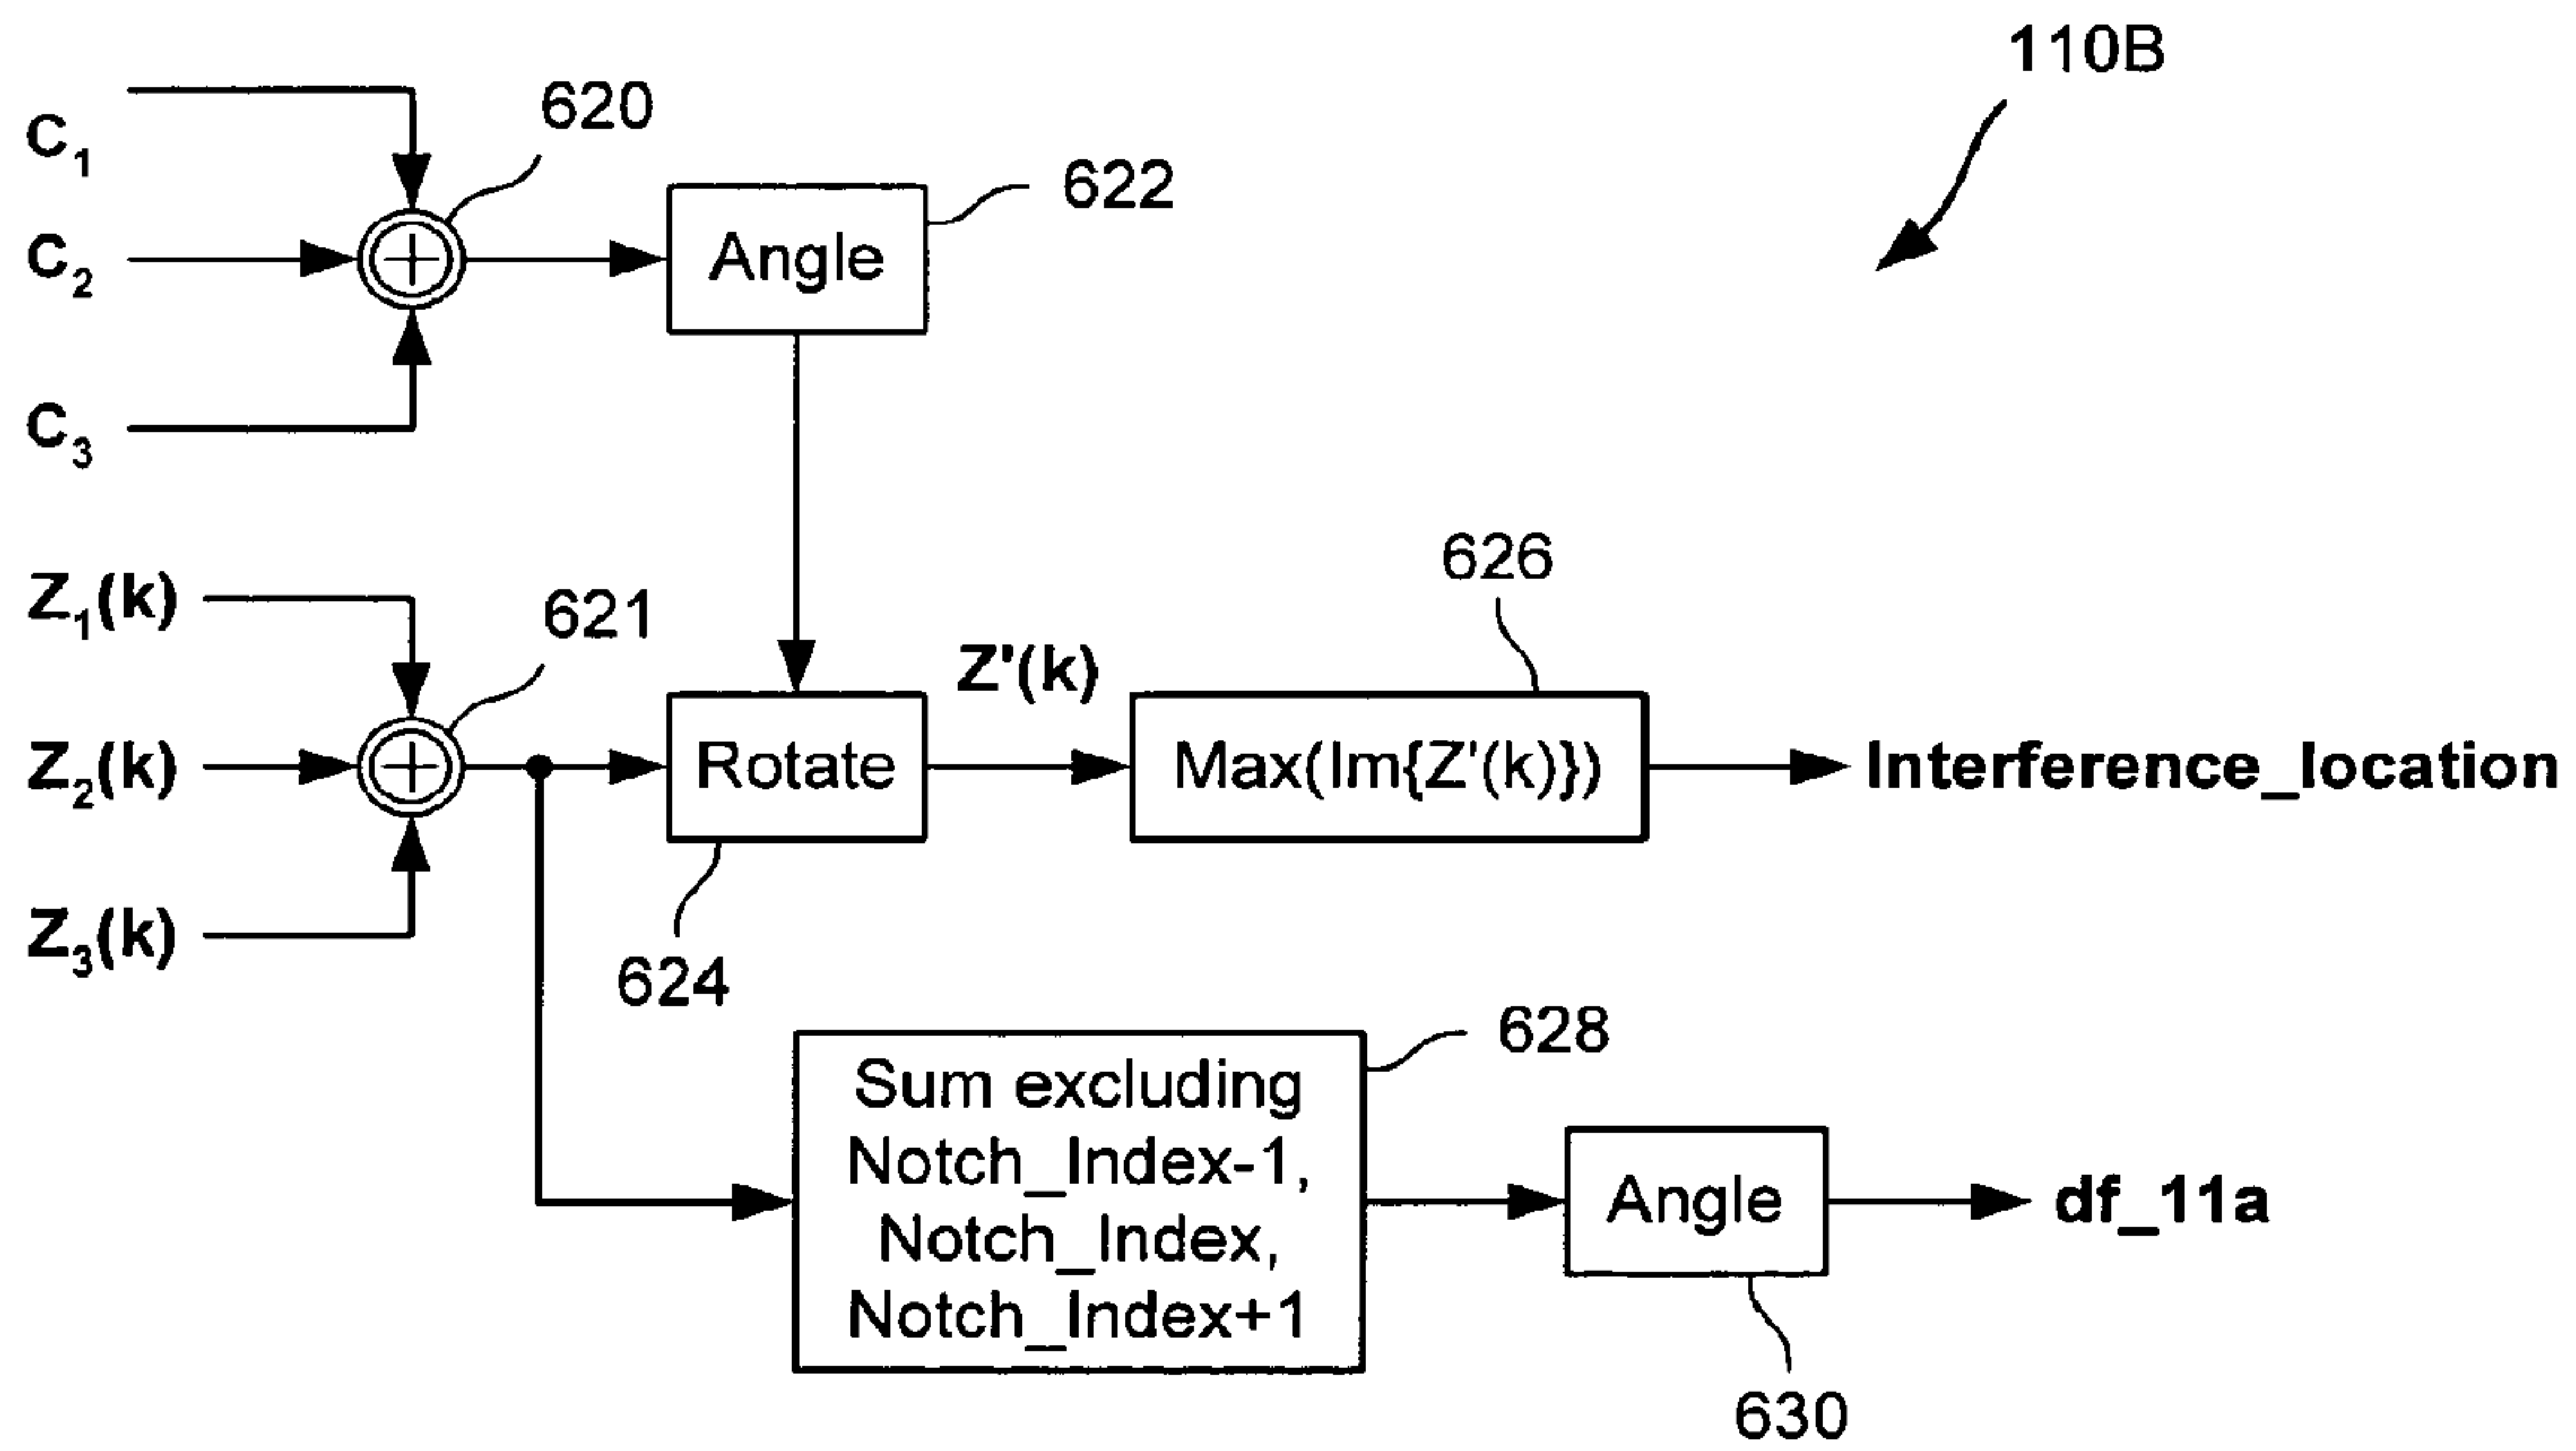 110B
C1
620
622
C2
Angle
C3
626
Z1(k)
621
Z'(k)
Z2(k)
Rotate
Max(Im{Z'(k)})
Interference_location
Z3(k)
624
628
Sum excluding
Notch_Index-1,
Notch_Index,
Notch_Index+1
Angle
df_11a
630